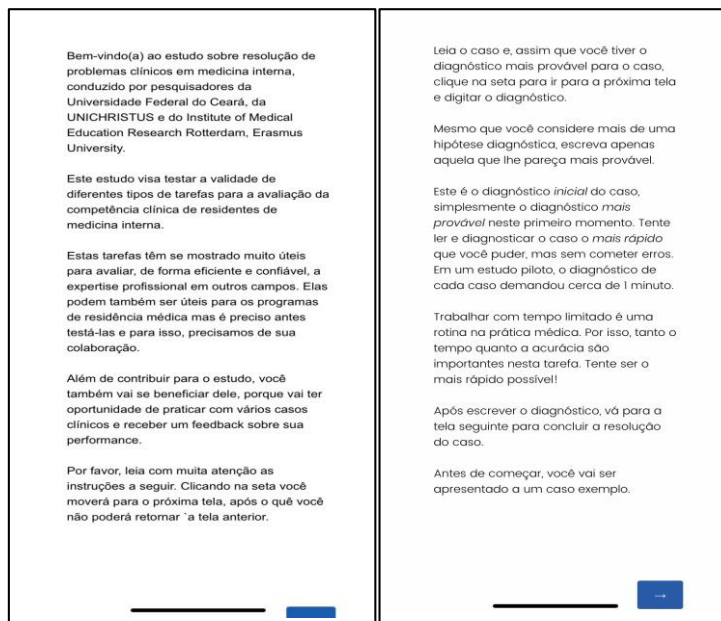 Bem-vindo(a) ao estudo sobre resolução de
problemas clínicos em medicina interna,
conduzido por pesquisadores da
Universidade Federal do Ceará, da
UNICHRISTUS e do Institute of Medical
Education Research Rotterdam, Erasmus
University.
Este estudo visa testar a validade de
diferentes tipos de tarefas para a avaliação da
competência clínica de residentes de
medicina interna.
Estas tarefas têm se mostrado muito úteis
para avaliar, de forma eficiente e confiável, a
expertise profissional em outros campos. Elas
podem também ser úteis para os programas
de residência médica mas é preciso antes
testá-las e para isso, precisamos de sua
colaboração.
Além de contribuir para o estudo, você
também vai se beneficiar dele, porque vai ter
oportunidade de praticar com vários casos
clínicos e receber um feedback sobre sua
performance.
Por favor, leia com muita atenção as
instruções a seguir. Clicando na seta você
moverá para o próxima tela, após o quê você
não poderá retornar `a tela anterior.
Leia o caso e, assim que você tiver o
diagnóstico mais provável para o caso,
clique na seta para ir para a próxima tela
e digitar o diagnóstico.
Mesmo que você considere mais de uma
hipótese diagnóstica, escreva apenas
aquela que lhe pareça mais provável.
Este é o diagnóstico inicial do caso,
simplesmente o diagnóstico mais
provável neste primeiro momento. Tente
ler e diagnosticar o caso o mais rápido
que você puder, mas sem cometer erros.
Em um estudo piloto, o diagnóstico de
cada caso demandou cerca de 1 minuto.
Trabalhar com tempo limitado é uma
rotina na prática médica. Por isso, tanto o
tempo quanto a acurácia são
importantes nesta tarefa. Tente ser o
mais rápido possível!
Após escrever o diagnóstico, vá para a
tela seguinte para concluir a resolução
do caso.
Antes de começar, você vai ser
apresentado a um caso exemplo.
→